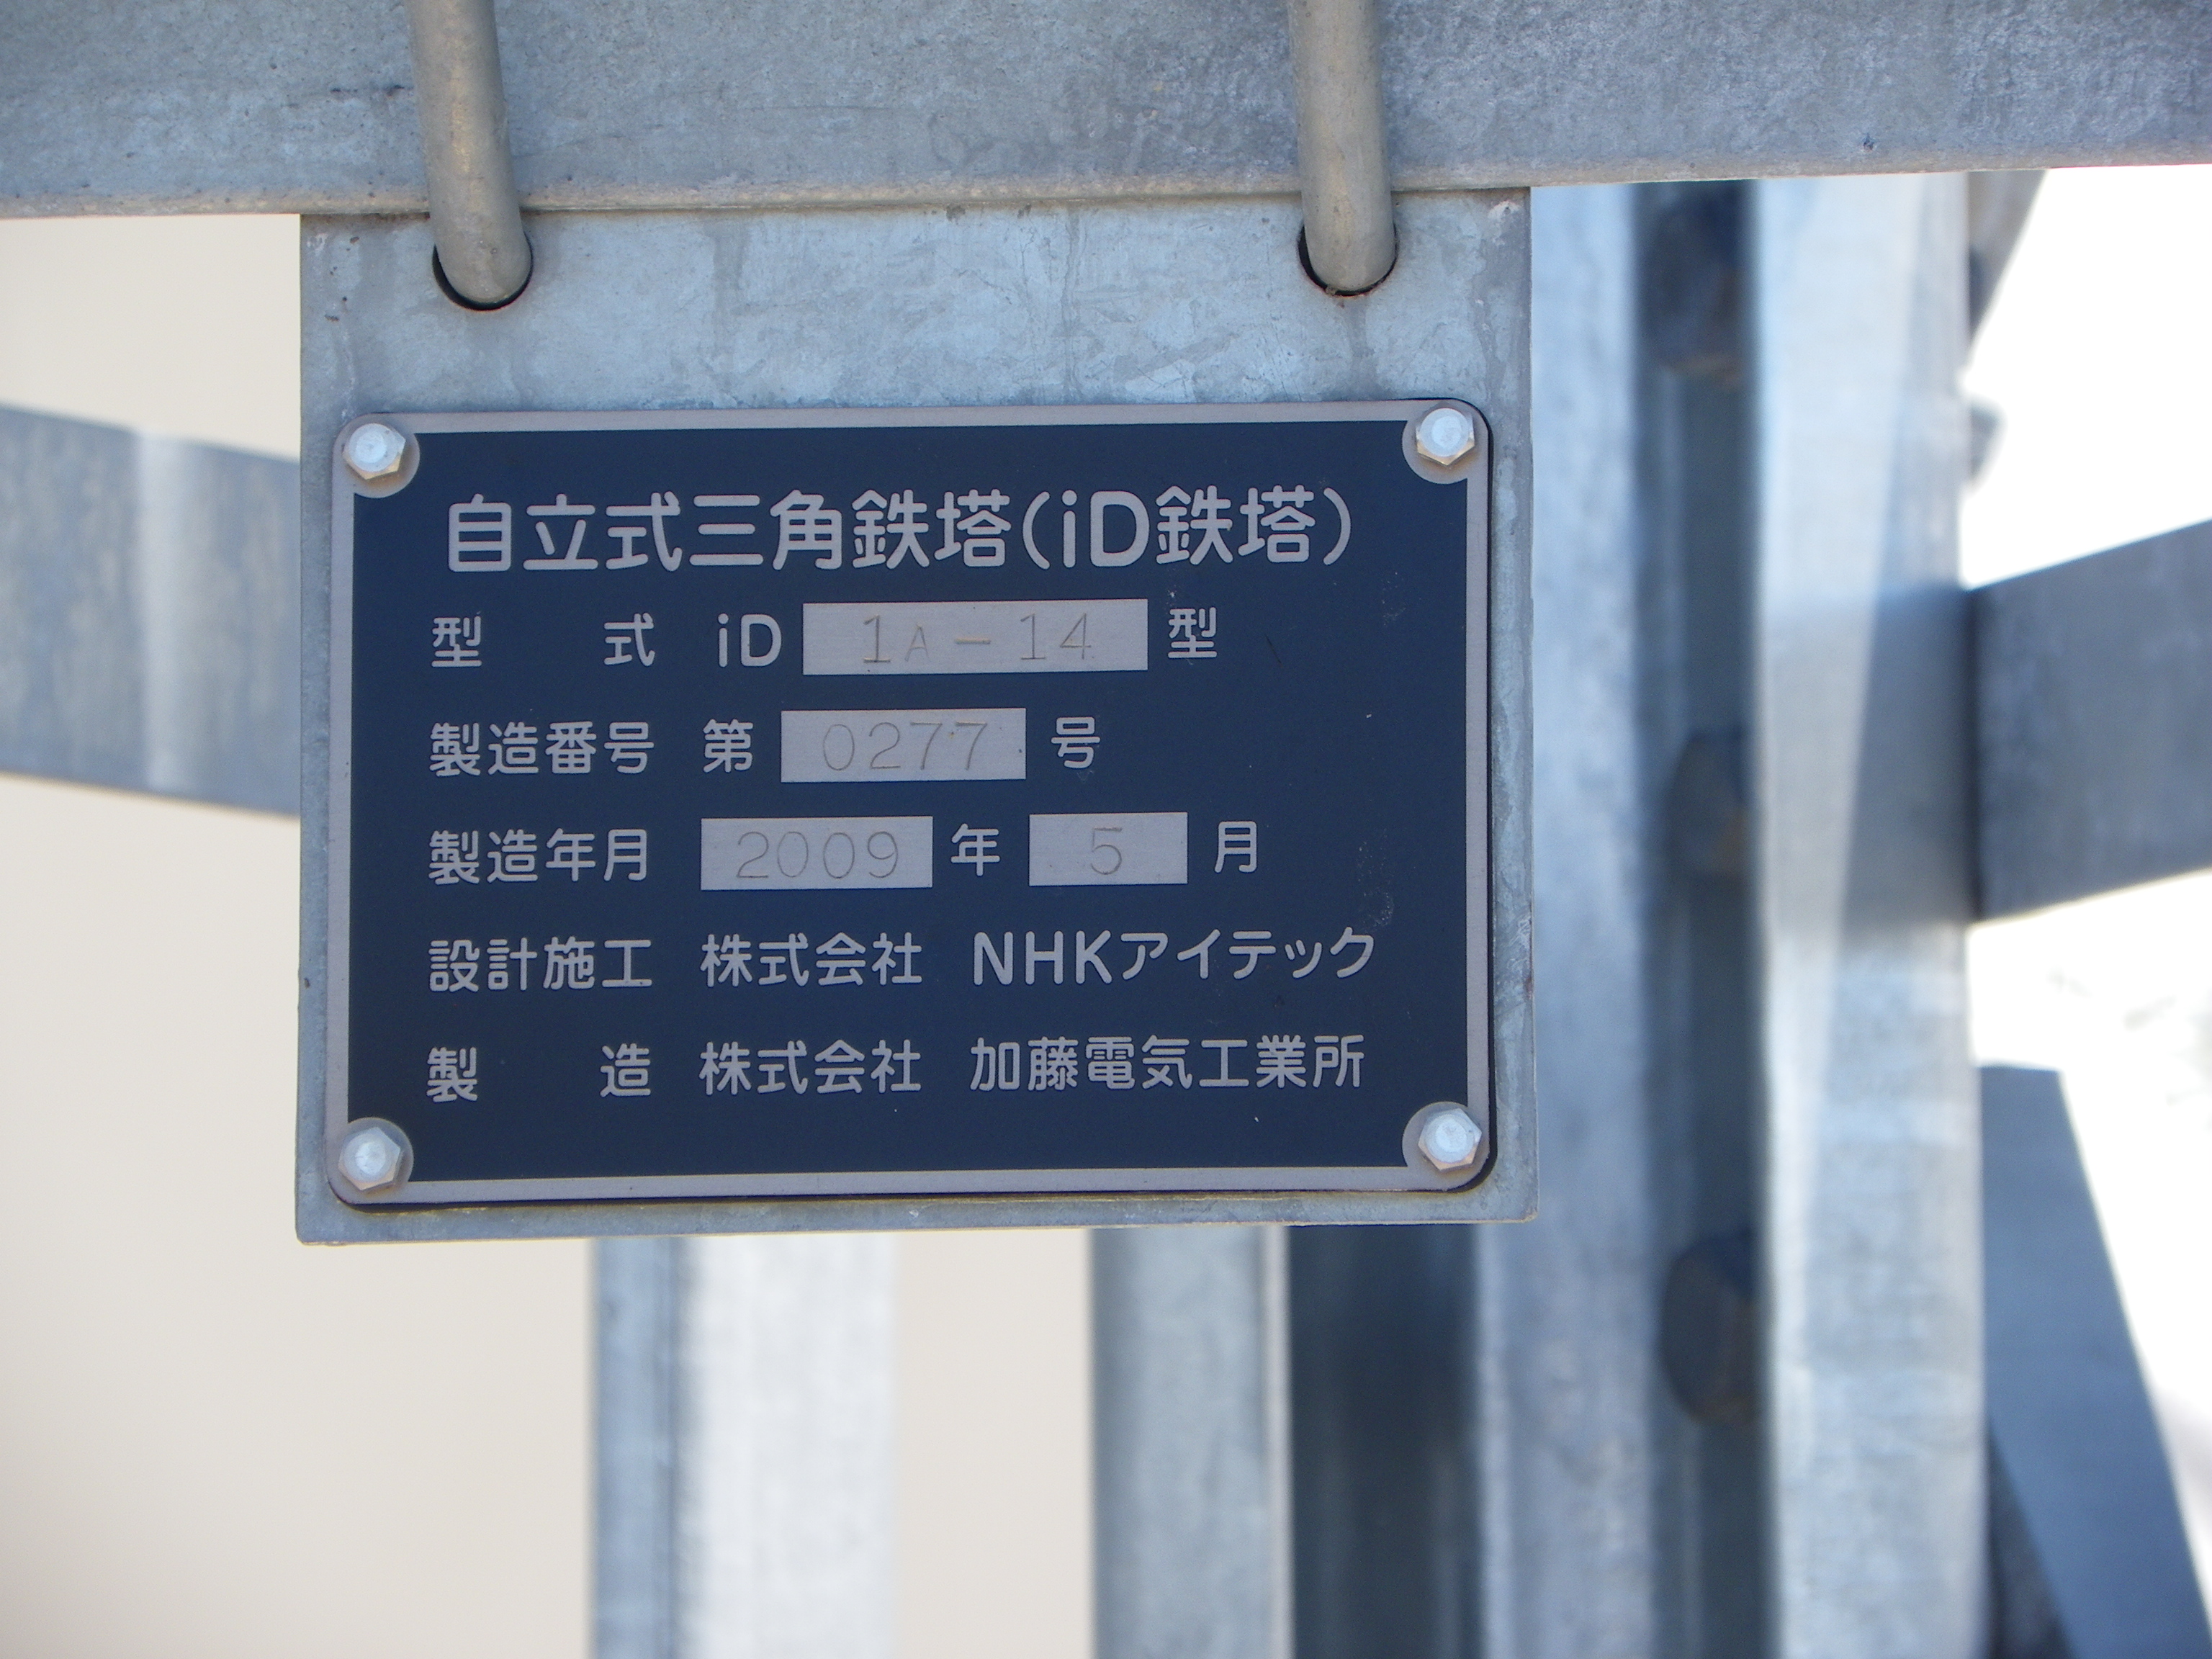 自立式三角鉄塔(iD鉄塔)
型 式 iD 1A-14 型
製造番号 第 0277 号
製造年月 2009 年 5 月
設計施工 株式会社 NHKアイテック
製 造 株式会社 加藤電気工業所